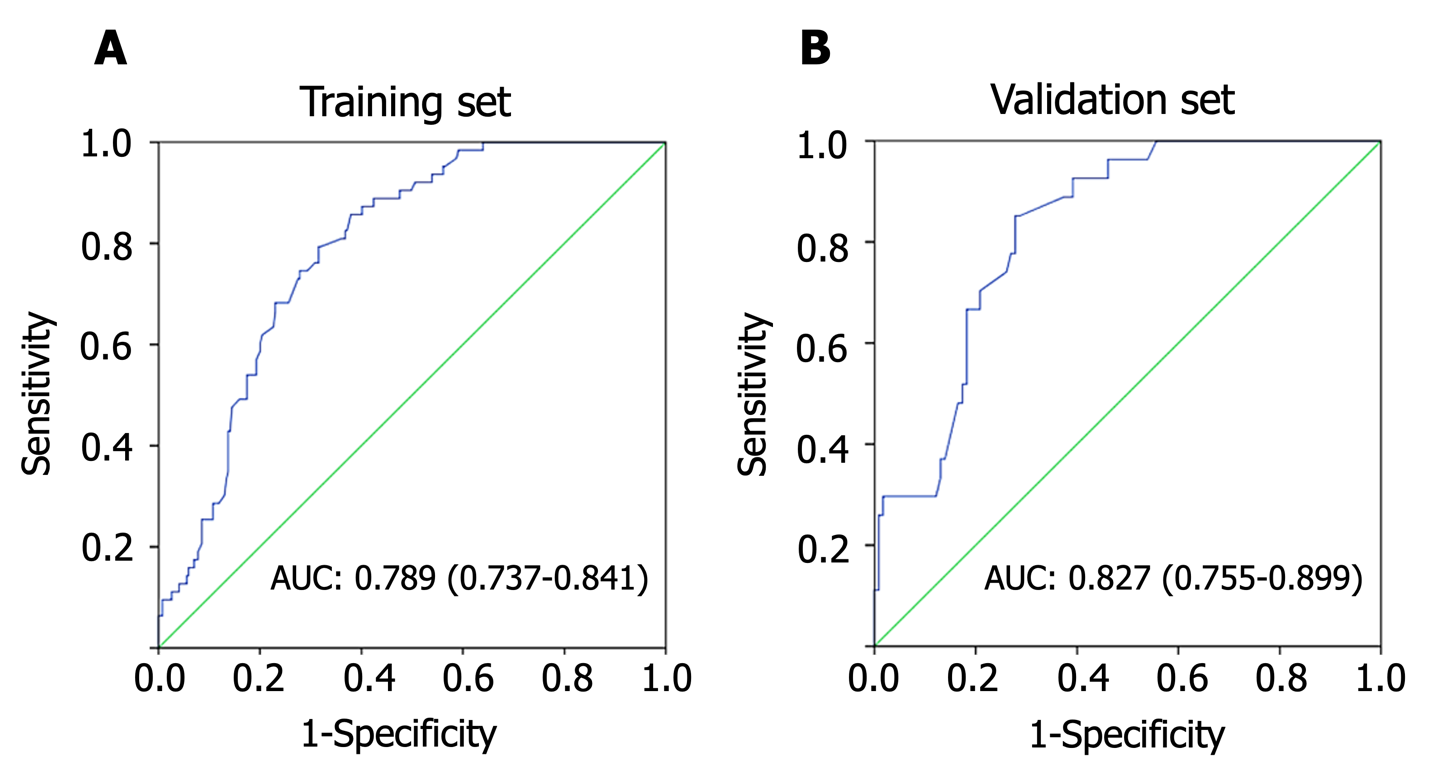 A
Training set
1.0
0.8
0.6
0.4
0.2
Sensitivity
AUC: 0.789 (0.737-0.841)
0.0 0.2 0.4 0.6 0.8 1.0
1-Specificity
B
Validation set
1.0
0.8
0.6
0.4
0.2
Sensitivity
AUC: 0.827 (0.755-0.899)
0.0 0.2 0.4 0.6 0.8 1.0
1-Specificity